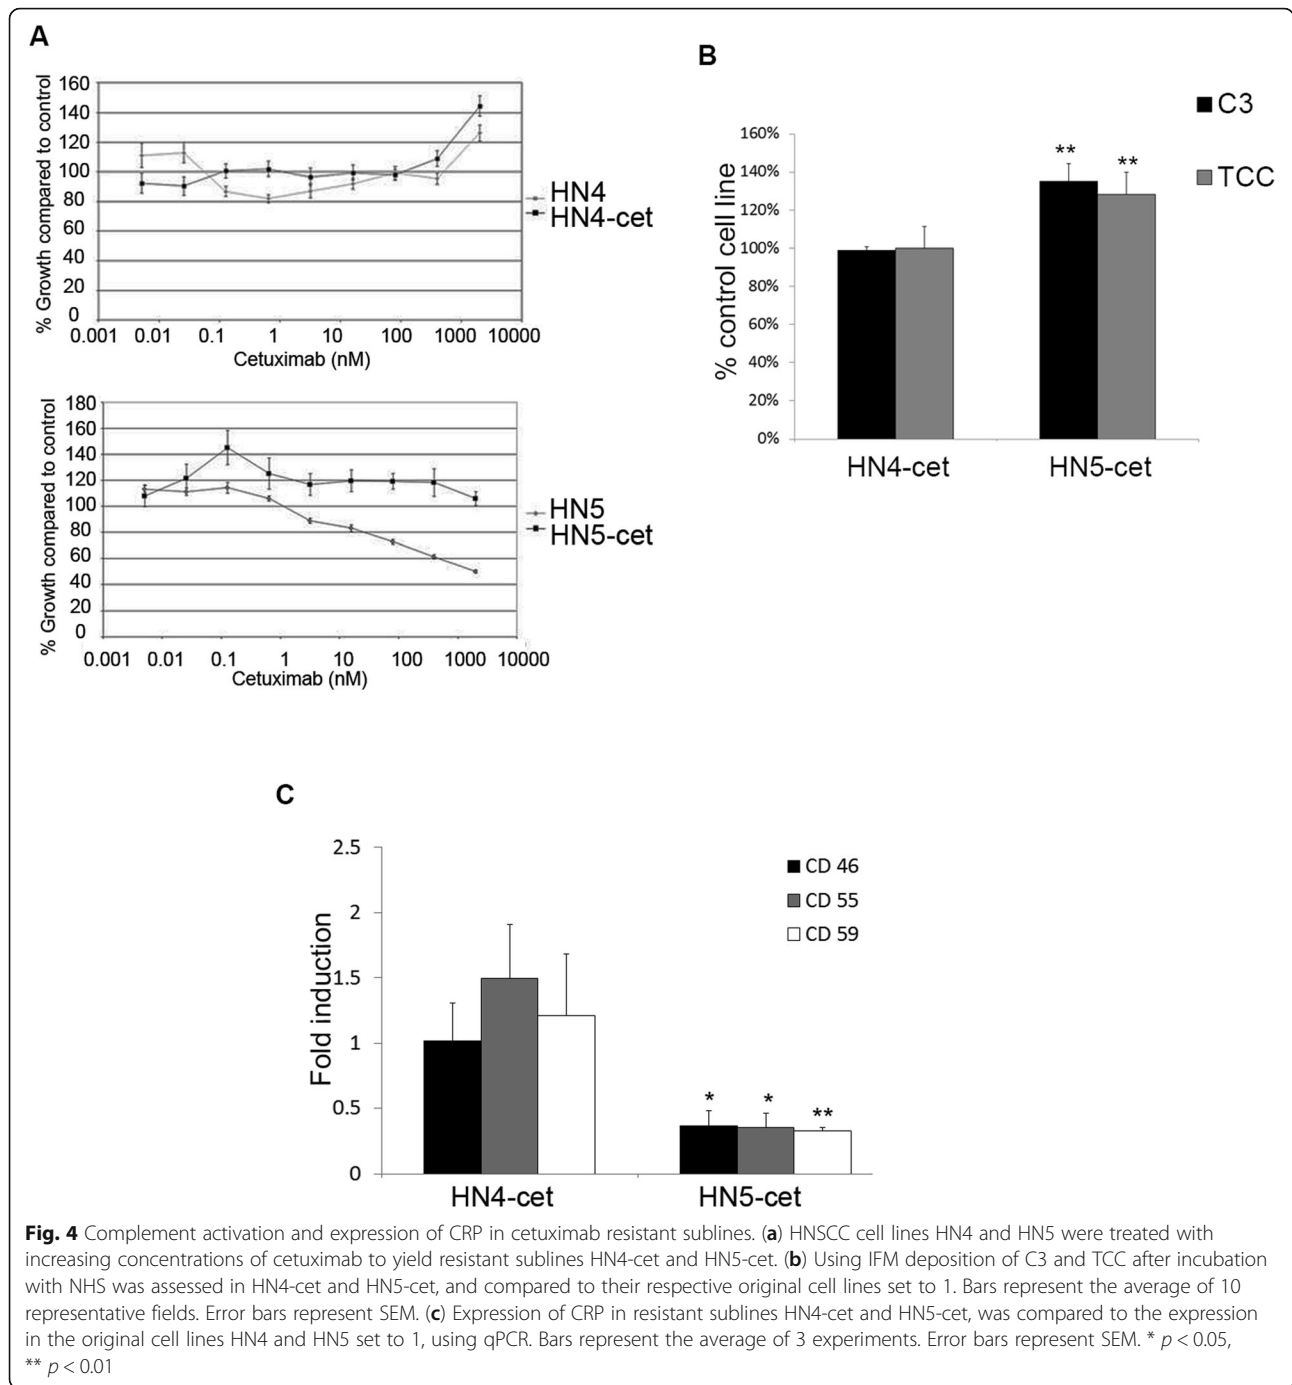 A
% Growth compared to control
160
140
120
100
80
60
40
20
0
0.001 0.01 0.1 1 10 100 1000 10000
Cetuximab (nM)
HN4
HN4-cet
% Growth compared to control
180
160
140
120
100
80
60
40
20
0
0.001 0.01 0.1 1 10 100 1000 10000
Cetuximab (nM)
HN5
HN5-cet
B
C3
TCC
% control cell line
160%
140%
120%
100%
80%
60%
40%
20%
0%
** **
HN4-cet HN5-cet
C
Fold induction
2.5
2
1.5
1
0.5
0
CD 46
CD 55
CD 59
* * **
HN4-cet HN5-cet
Fig. 4 Complement activation and expression of CRP in cetuximab resistant sublines. (a) HNSCC cell lines HN4 and HN5 were treated with
increasing concentrations of cetuximab to yield resistant sublines HN4-cet and HN5-cet. (b) Using IFM deposition of C3 and TCC after incubation
with NHS was assessed in HN4-cet and HN5-cet, and compared to their respective original cell lines set to 1. Bars represent the average of 10
representative fields. Error bars represent SEM. (c) Expression of CRP in resistant sublines HN4-cet and HN5-cet, was compared to the expression
in the original cell lines HN4 and HN5 set to 1, using qPCR. Bars represent the average of 3 experiments. Error bars represent SEM. * p < 0.05,
** p < 0.01